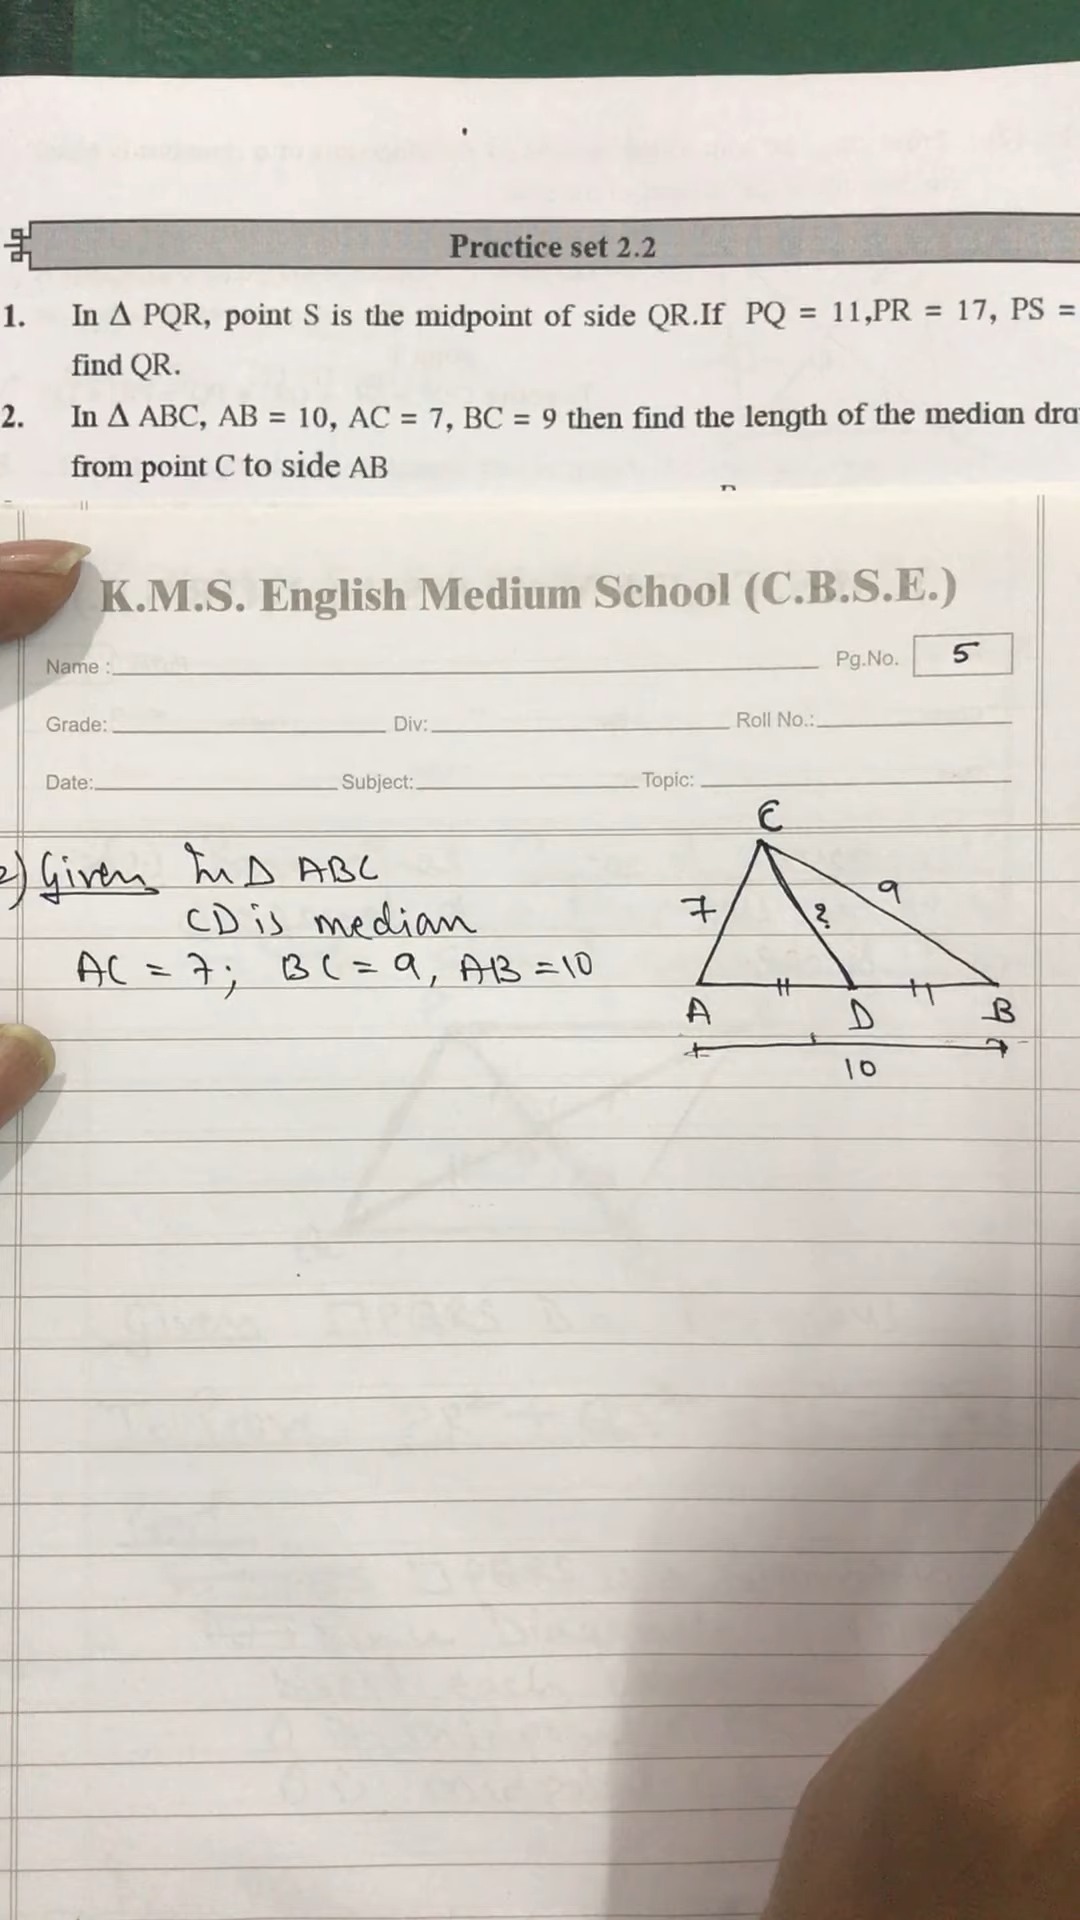 Practice set 2.2
1. In Δ PQR, point S is the midpoint of side QR.If PQ = 11,PR = 17, PS =
find QR.
2. In Δ ABC, AB = 10, AC = 7, BC = 9 then find the length of the median dra
from point C to side AB
K.M.S. English Medium School (C.B.S.E.)
Name : Pg.No. 5
Grade: Div: Roll No.:
Date: Subject: Topic:
2) Given In Δ ABC
CD is median
AC = 7; BC = 9, AB = 10
C
7 ? 9
A D B
10